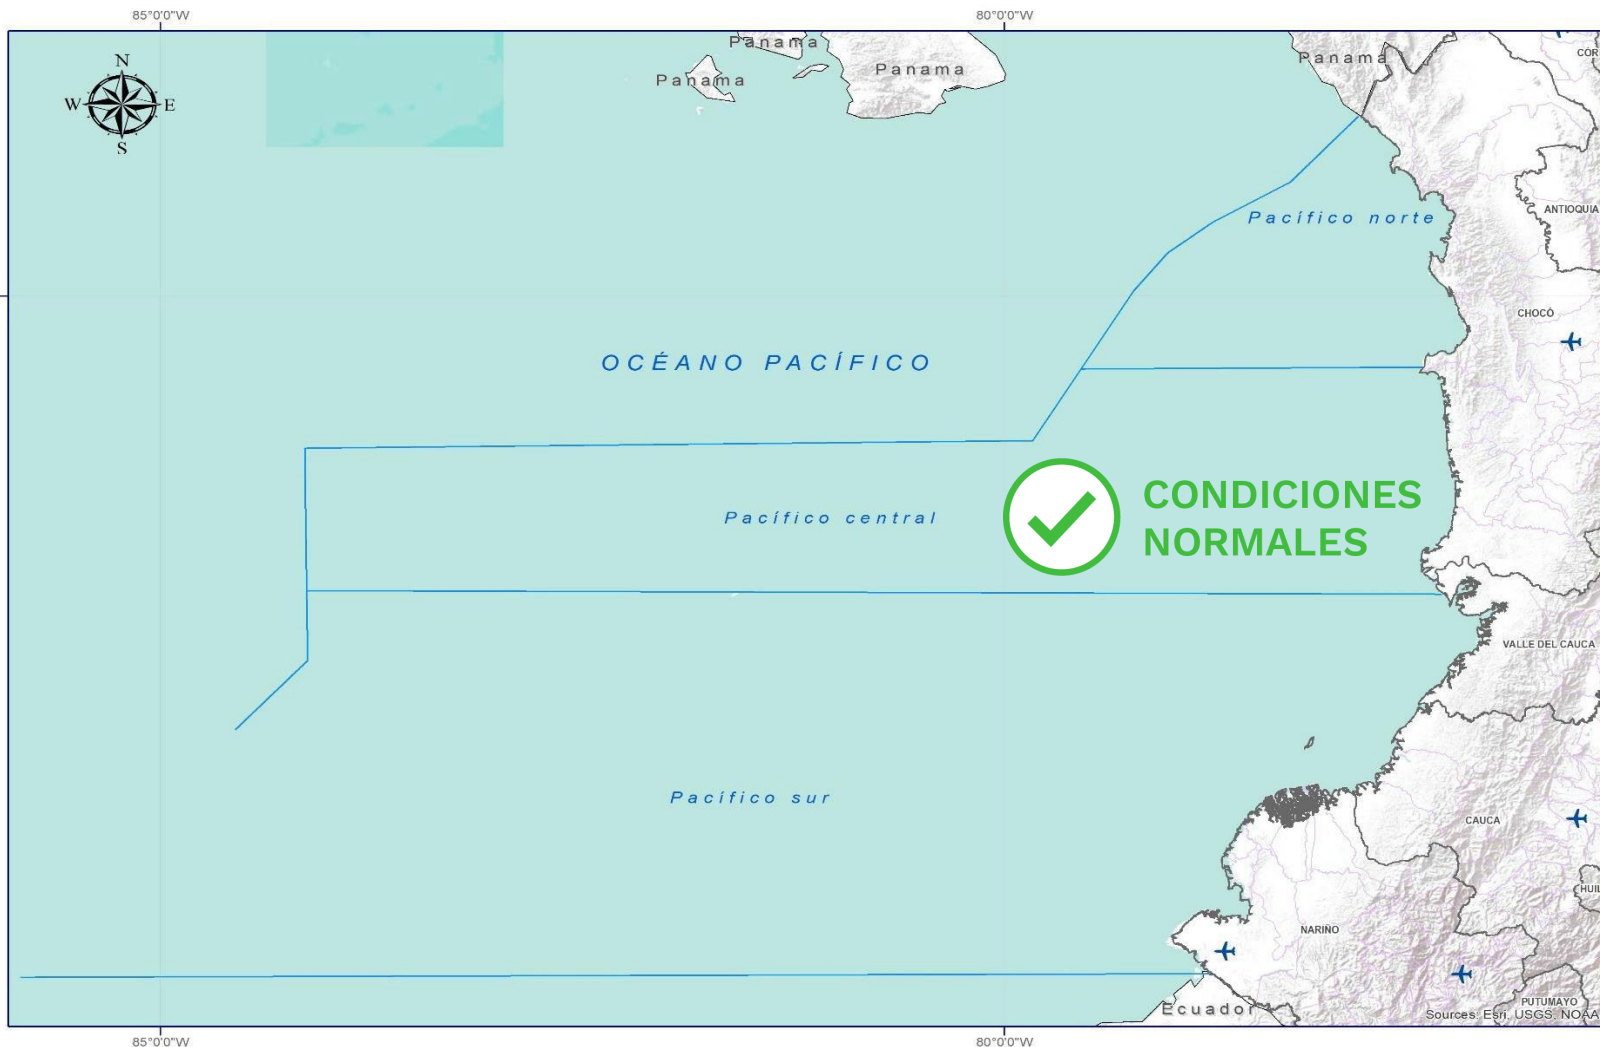 85°0'0"W
80°0'0"W
N
W
E
S
Panama
Panama
Panama
Panama
COR
ANTIOQUIA
Pacífico norte
CHOCÓ
OCÉANO PACÍFICO
CONDICIONES
NORMALES
Pacífico central
VALLE DEL CAUCA
Pacífico sur
CAUCA
HUIL
NARIÑO
PUTUMAYO
Ecuador
Sources: Esri, USGS, NOAA
85°0'0"W
80°0'0"W